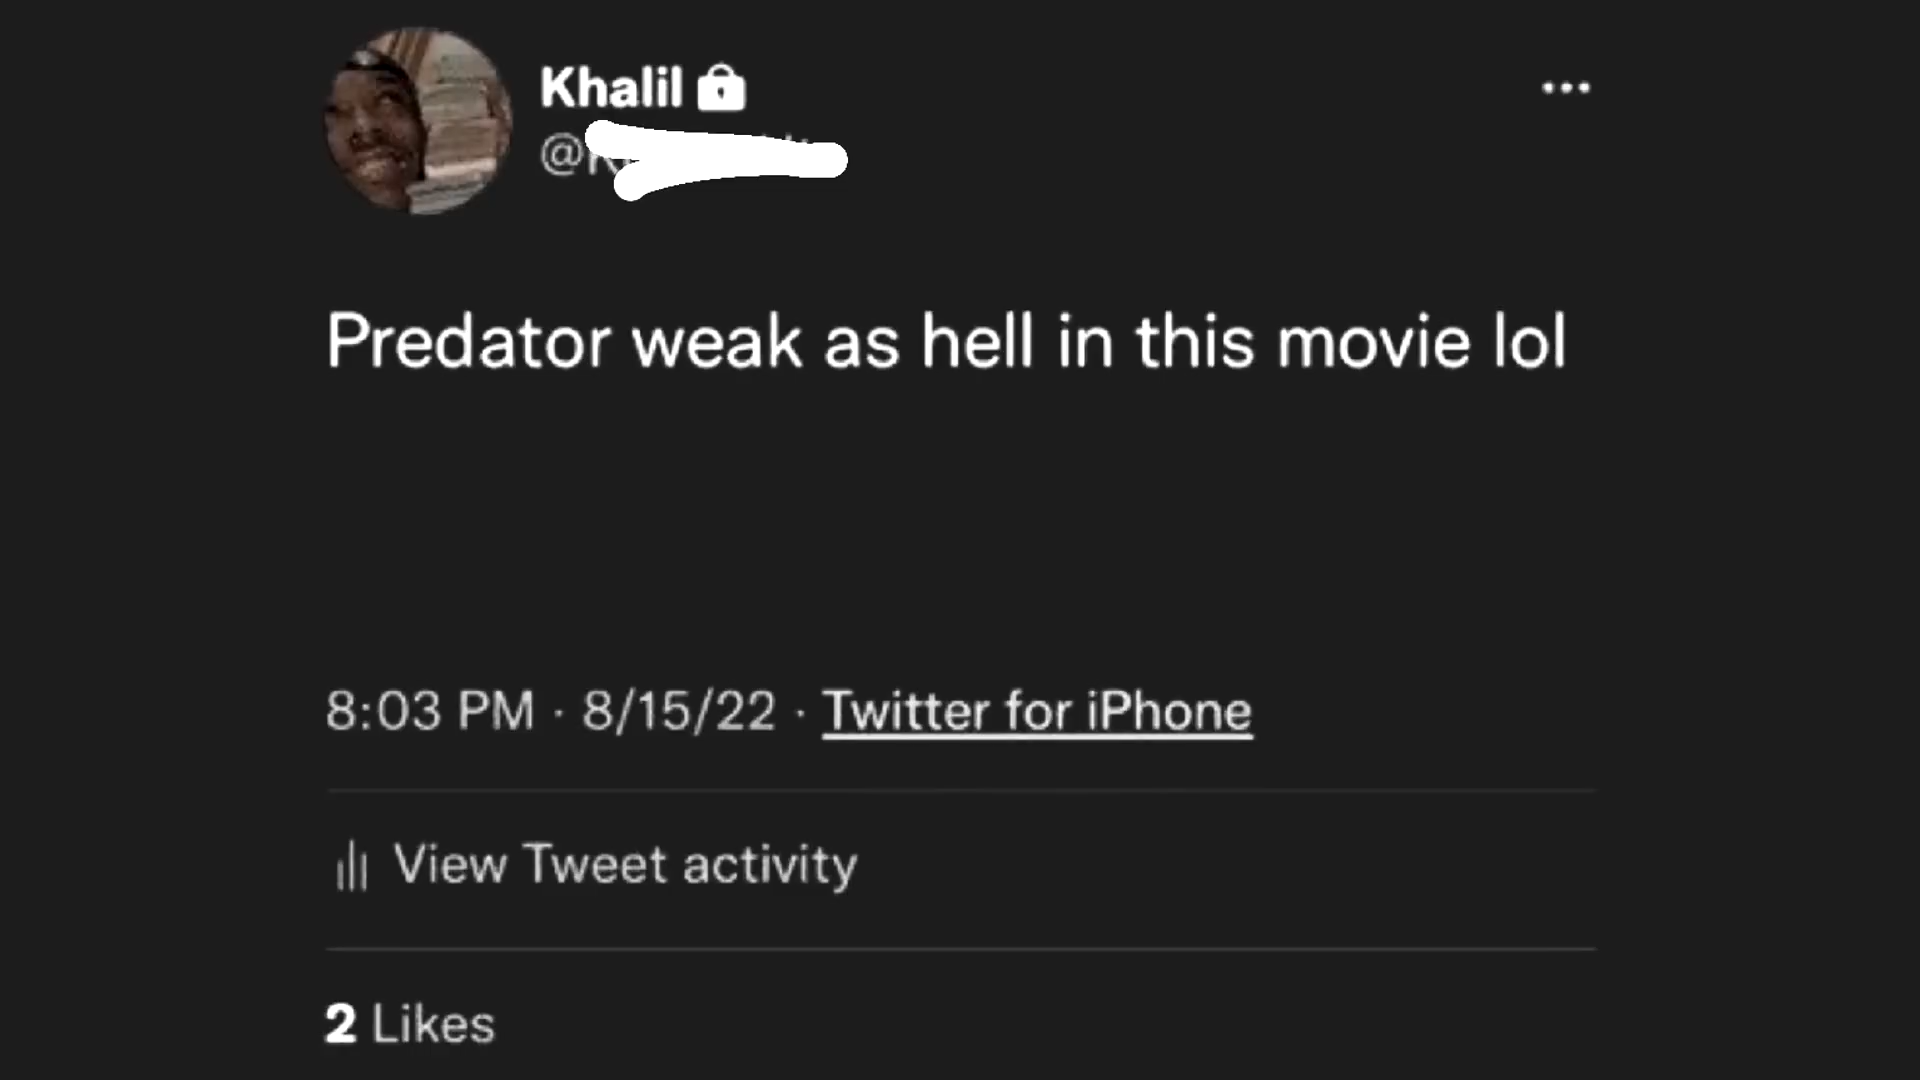 Khalil
Predator weak as hell in this movie lol
8:03 PM · 8/15/22 · Twitter for iPhone
View Tweet activity
2 Likes